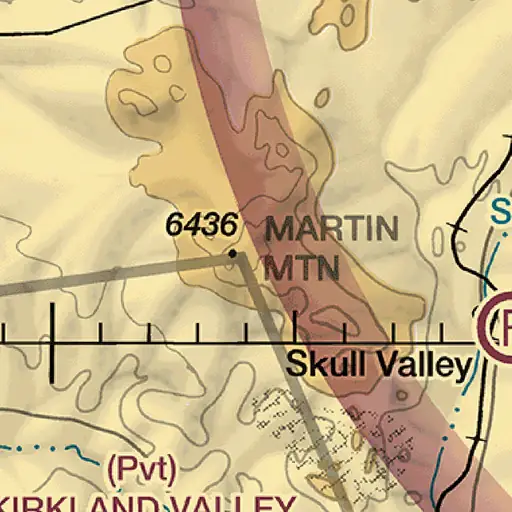 6436
MARTIN
MTN
S
Skull Valley
(Pvt)
KIRKLAND VALLEY